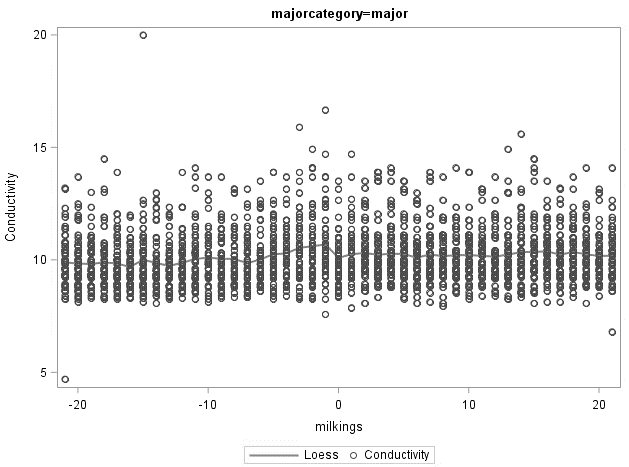 majorcategory=major
20
15
10
5
Conductivity
-20 -10 0 10 20
milkings
Loess Conductivity